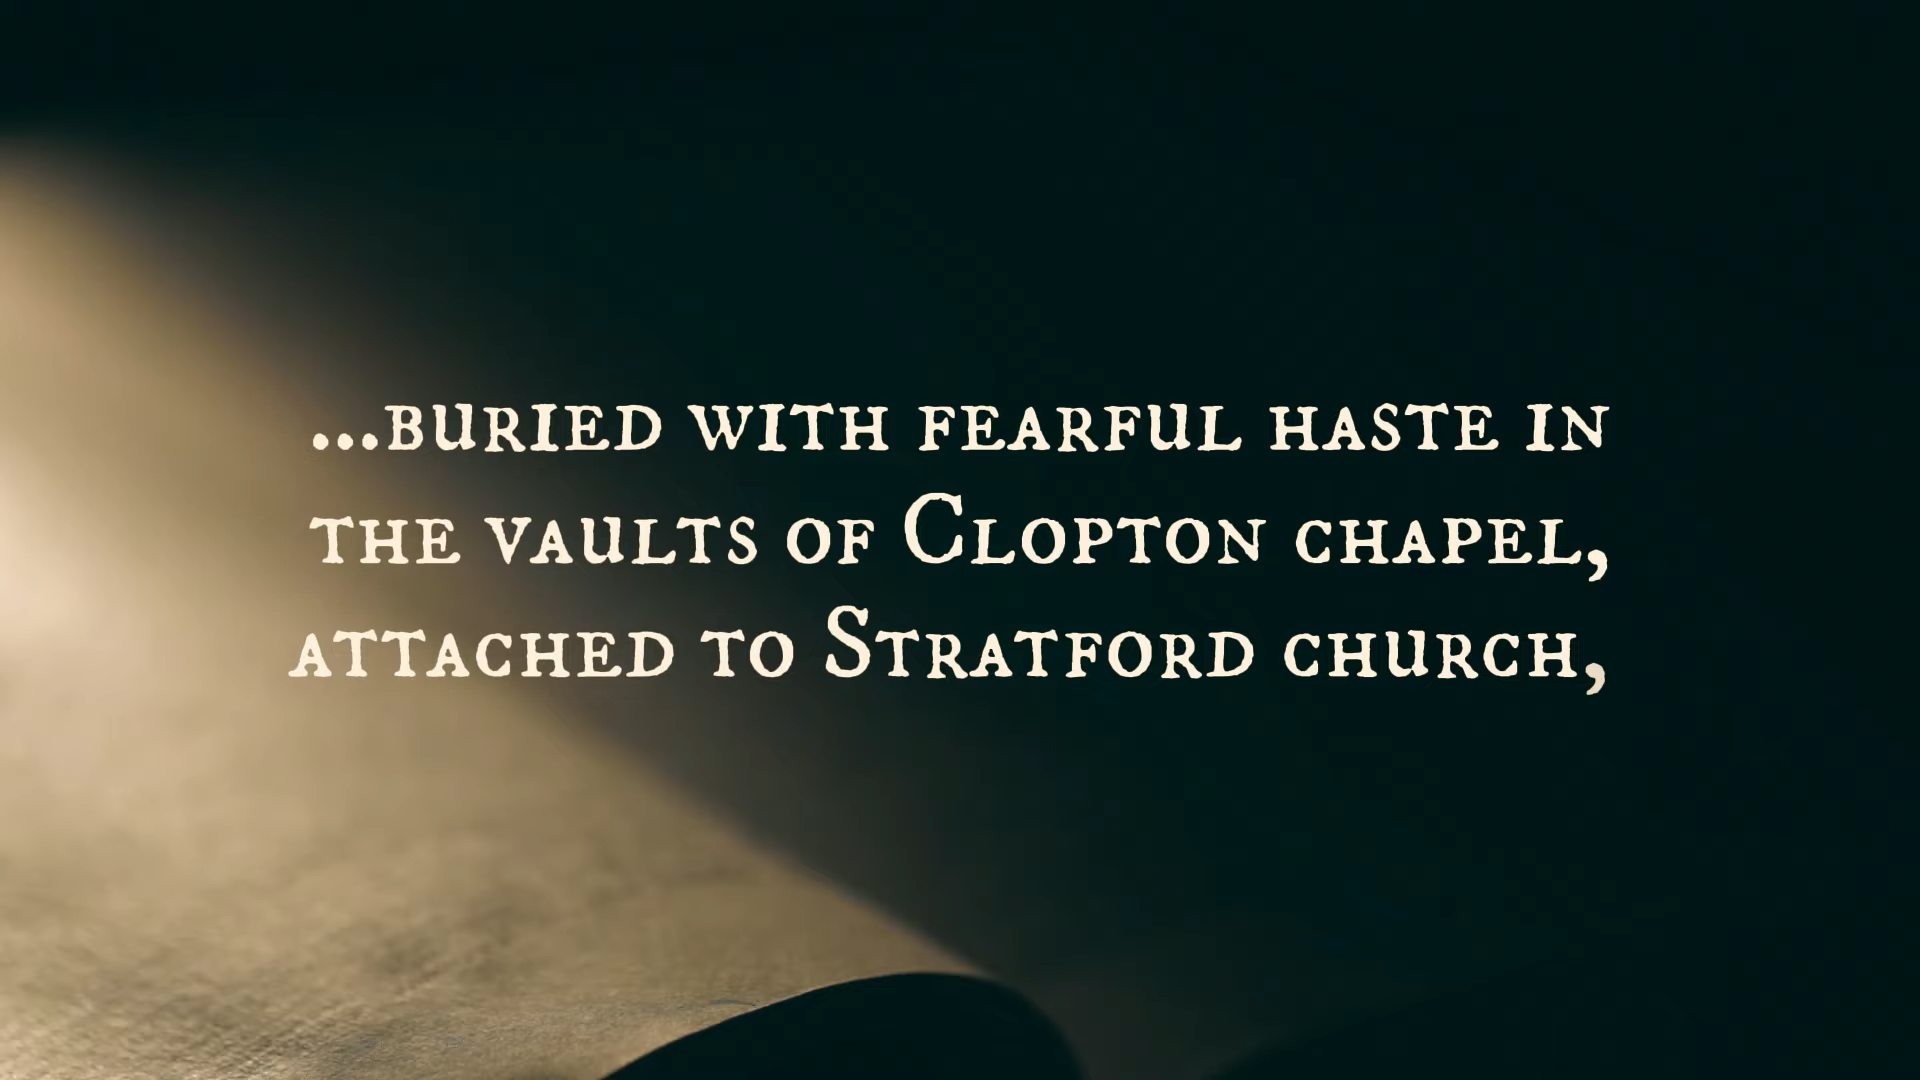 ...buried with fearful haste in
the vaults of Clopton chapel,
attached to Stratford church,